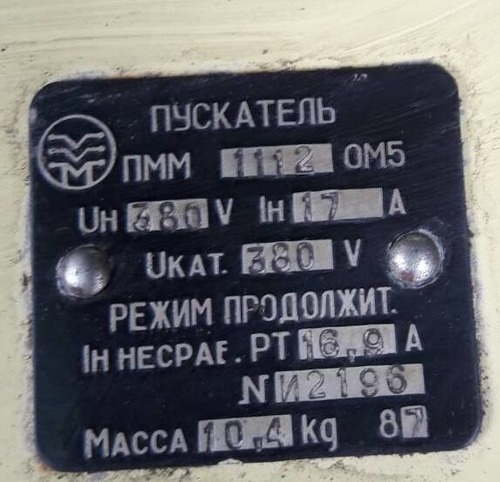 ПУСКАТЕЛЬ
ПММ 1112 ОМ5
Uн 380 V Iн 17 А
Uкат. 380 V
РЕЖИМ ПРОДОЛЖИТ.
Iн НЕСРАБ. РТ 16,9 А
N И2196
МАССА 10,4 kg 87